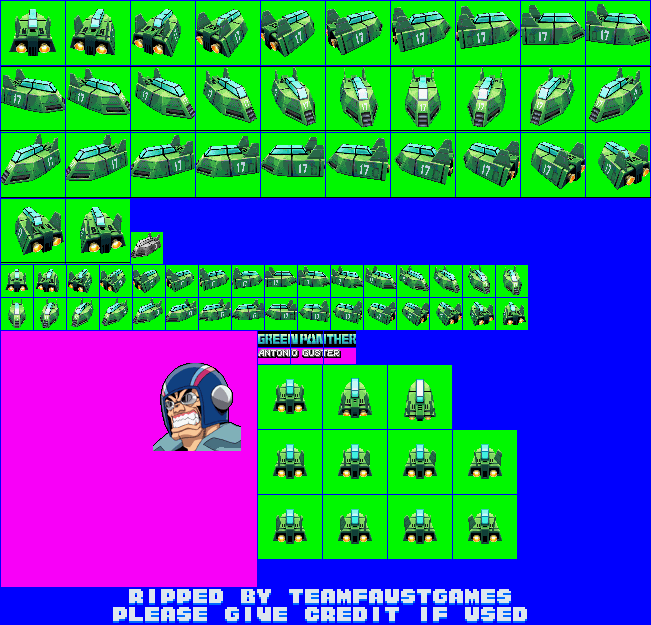 GREEN PANTHER
ANTONIO GUSTER
RIPPED BY TEAMFAUSTGAMES
PLEASE GIVE CREDIT IF USED